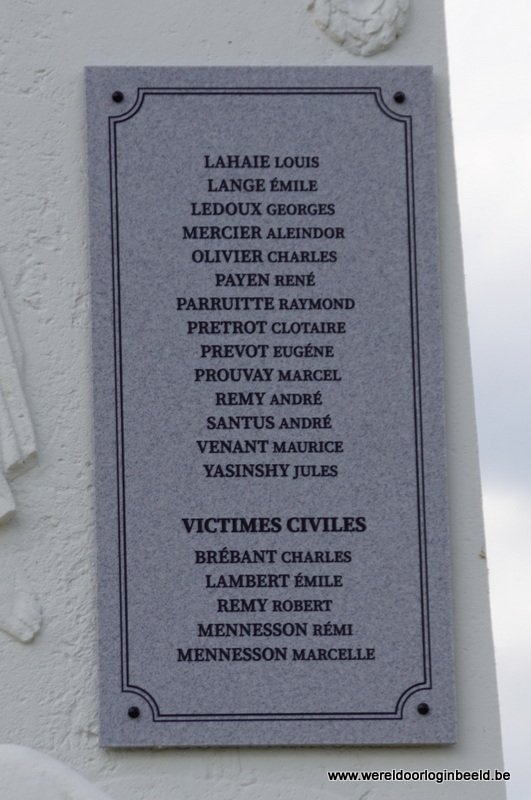 LAHAIE LOUIS
LANGE ÉMILE
LEDOUX GEORGES
MERCIER ALEINDOR
OLIVIER CHARLES
PAYEN RENÉ
PARRUITTE RAYMOND
PRETROT CLOTAIRE
PREVOT EUGÉNE
PROUVAY MARCEL
REMY ANDRÉ
SANTUS ANDRÉ
VENANT MAURICE
YASINSHY JULES
VICTIMES CIVILES
BRÉBANT CHARLES
LAMBERT ÉMILE
REMY ROBERT
MENNESSON RÉMI
MENNESSON MARCELLE
www.wereldoorloginbeeld.be